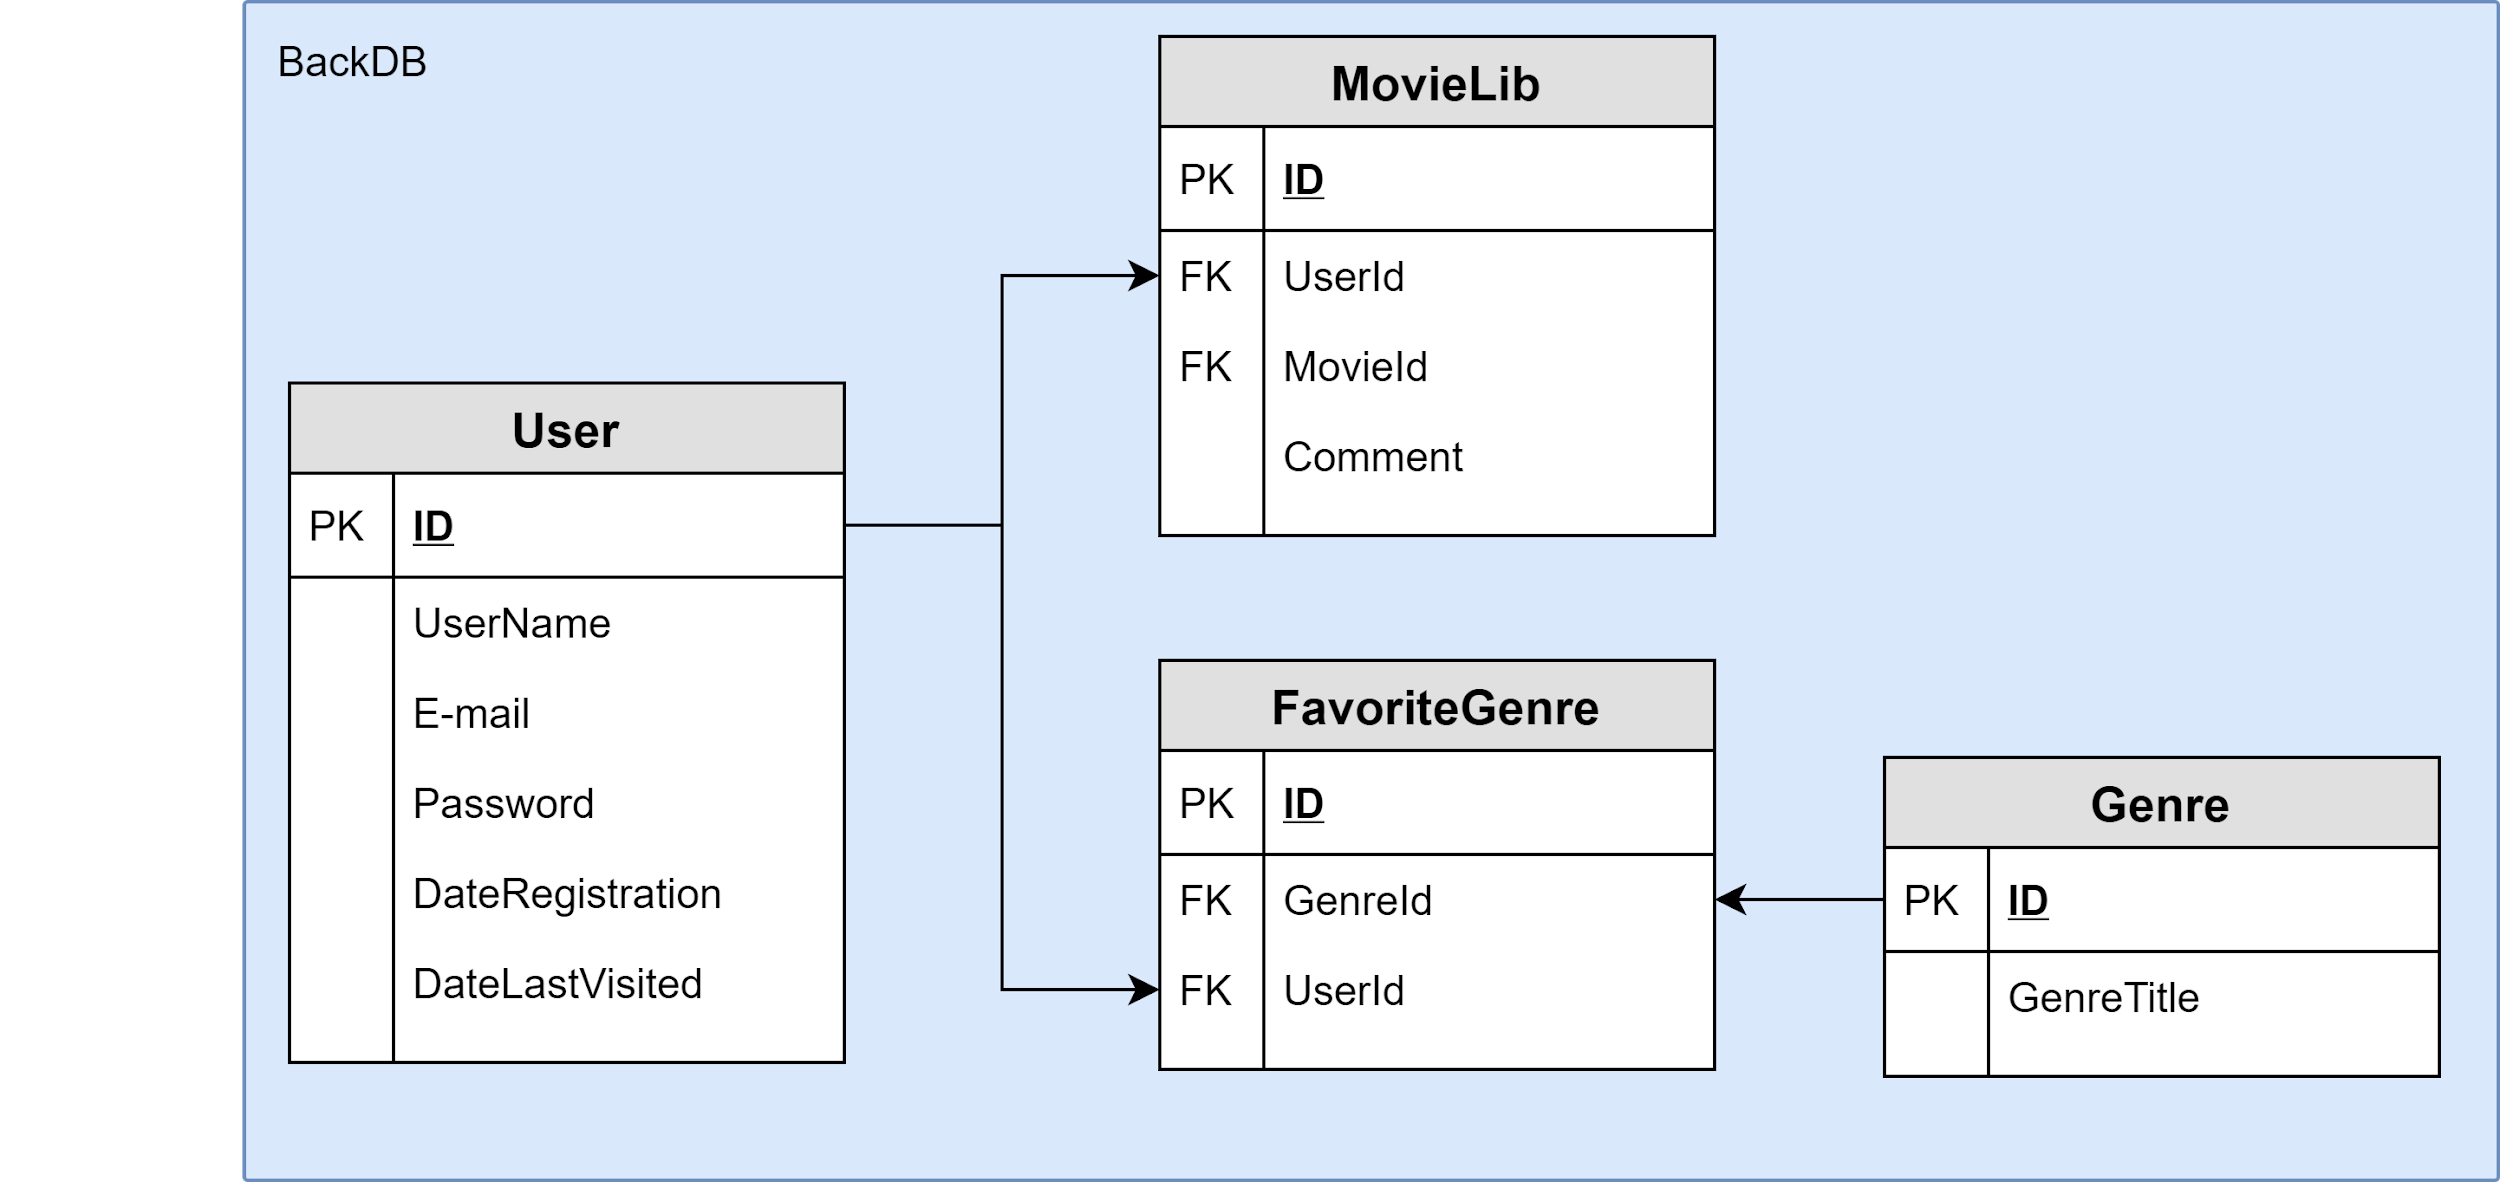 BackDB
MovieLib
PK ID
FK UserId
FK MovieId
Comment
User
PK ID
UserName
E-mail
Password
DateRegistration
DateLastVisited
FavoriteGenre
PK ID
FK GenreId
FK UserId
Genre
PK ID
GenreTitle